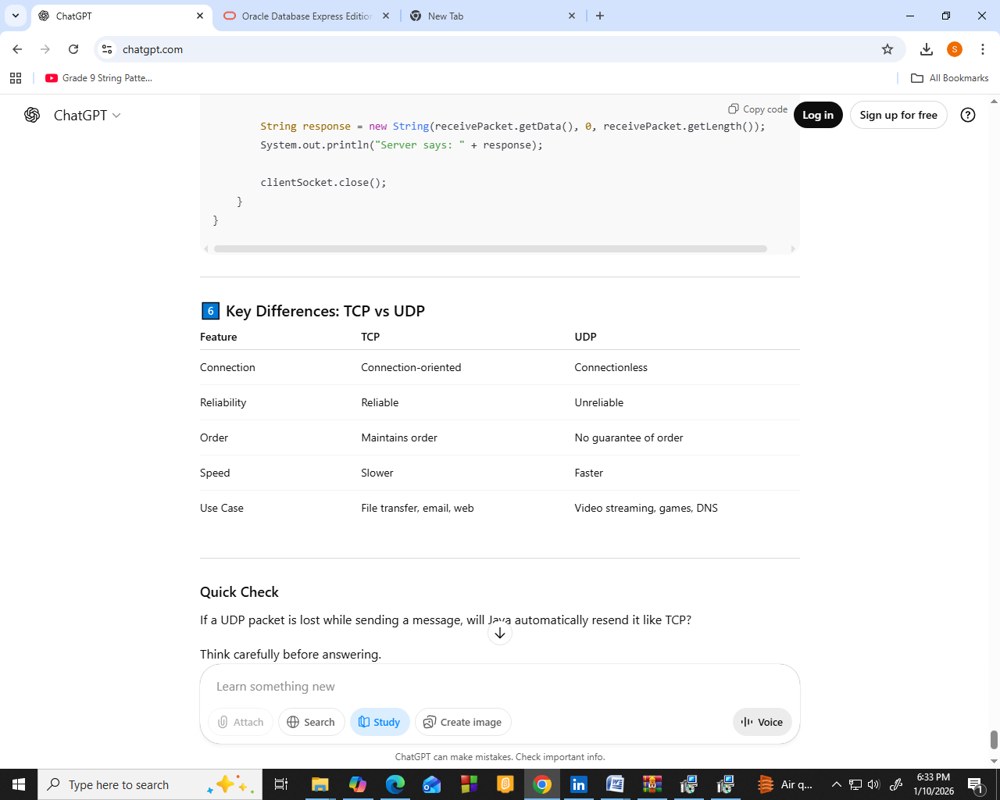 ChatGPT
Oracle Database Express Edition
New Tab
chatgpt.com
S
Grade 9 String Patte...
All Bookmarks
ChatGPT
Copy code
Log in
Sign up for free
String response = new String(receivePacket.getData(), 0, receivePacket.getLength());
System.out.println("Server says: " + response);
clientSocket.close();
}
}
6 Key Differences: TCP vs UDP
Feature TCP UDP
Connection Connection-oriented Connectionless
Reliability Reliable Unreliable
Order Maintains order No guarantee of order
Speed Slower Faster
Use Case File transfer, email, web Video streaming, games, DNS
Quick Check
If a UDP packet is lost while sending a message, will Java automatically resend it like TCP?
Think carefully before answering.
Learn something new
Attach
Search
Study
Create image
Voice
ChatGPT can make mistakes. Check important info.
Type here to search
Air q...
6:33 PM
1/10/2026
1